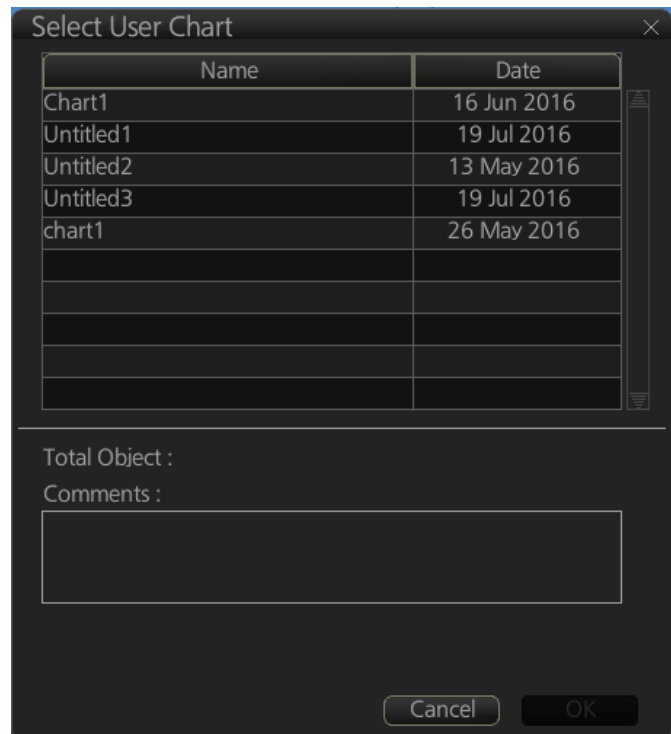 Select User Chart
Name Date
Chart1 16 Jun 2016
Untitled1 19 Jul 2016
Untitled2 13 May 2016
Untitled3 19 Jul 2016
chart1 26 May 2016
Total Object :
Comments :
Cancel OK